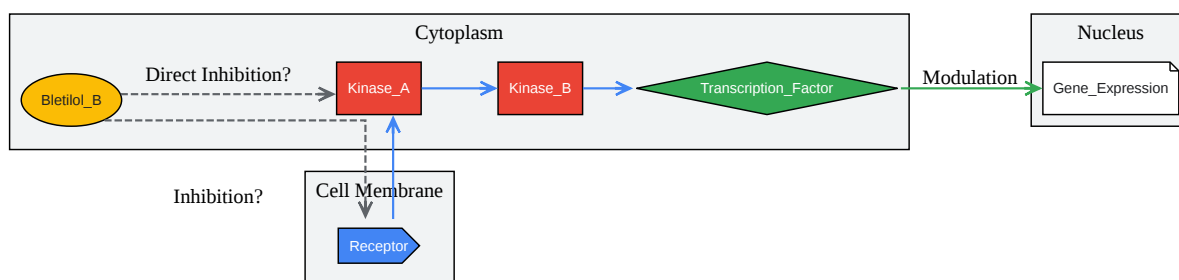 Cytoplasm
Nucleus
Direct Inhibition?
Modulation
Bletilol_B
Kinase_A
Kinase_B
Transcription_Factor
Gene_Expression
Inhibition?
Cell Membrane
Receptor